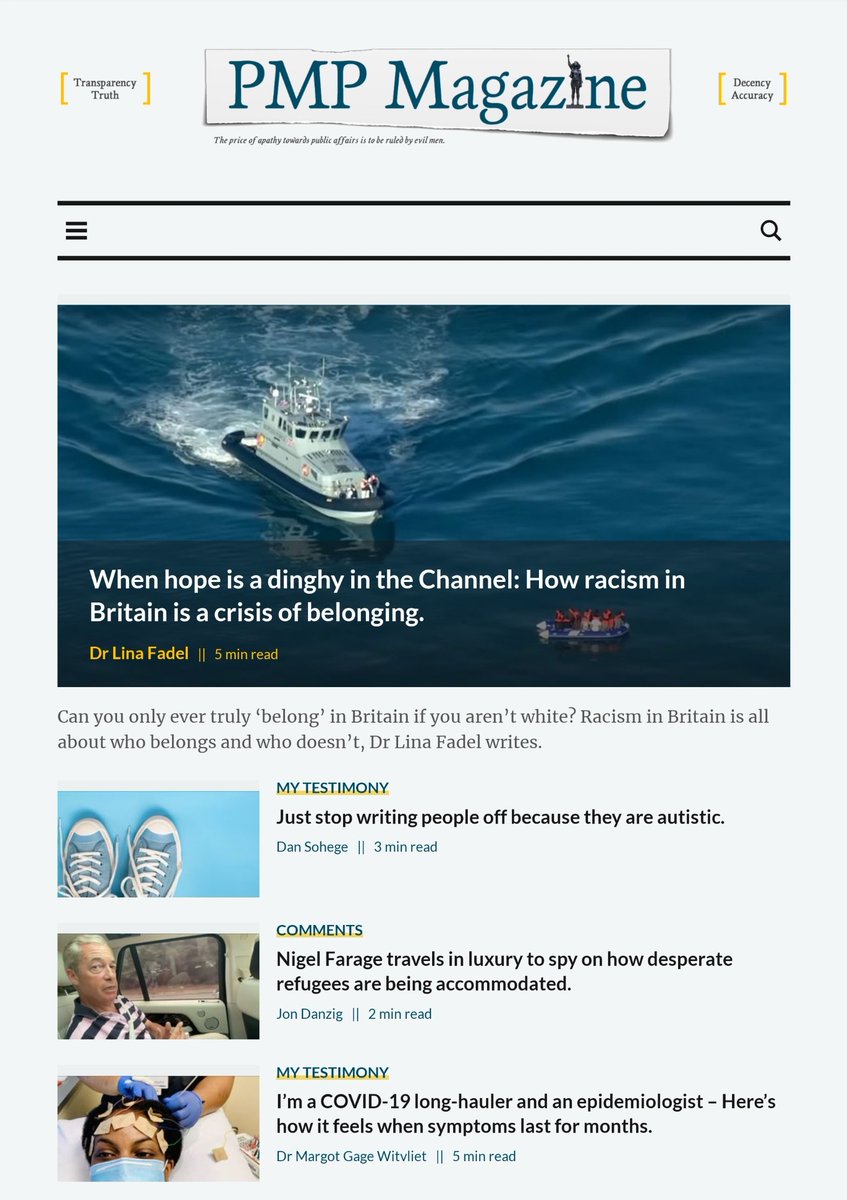 Transparency
Truth
PMP Magazine
Decency
Accuracy
The price of apathy towards public affairs is to be ruled by evil men.
When hope is a dinghy in the Channel: How racism in
Britain is a crisis of belonging.
Dr Lina Fadel || 5 min read
Can you only ever truly ‘belong’ in Britain if you aren’t white? Racism in Britain is all
about who belongs and who doesn’t, Dr Lina Fadel writes.
MY TESTIMONY
Just stop writing people off because they are autistic.
Dan Sohege || 3 min read
COMMENTS
Nigel Farage travels in luxury to spy on how desperate
refugees are being accommodated.
Jon Danzig || 2 min read
MY TESTIMONY
I’m a COVID-19 long-hauler and an epidemiologist – Here’s
how it feels when symptoms last for months.
Dr Margot Gage Witvliet || 5 min read